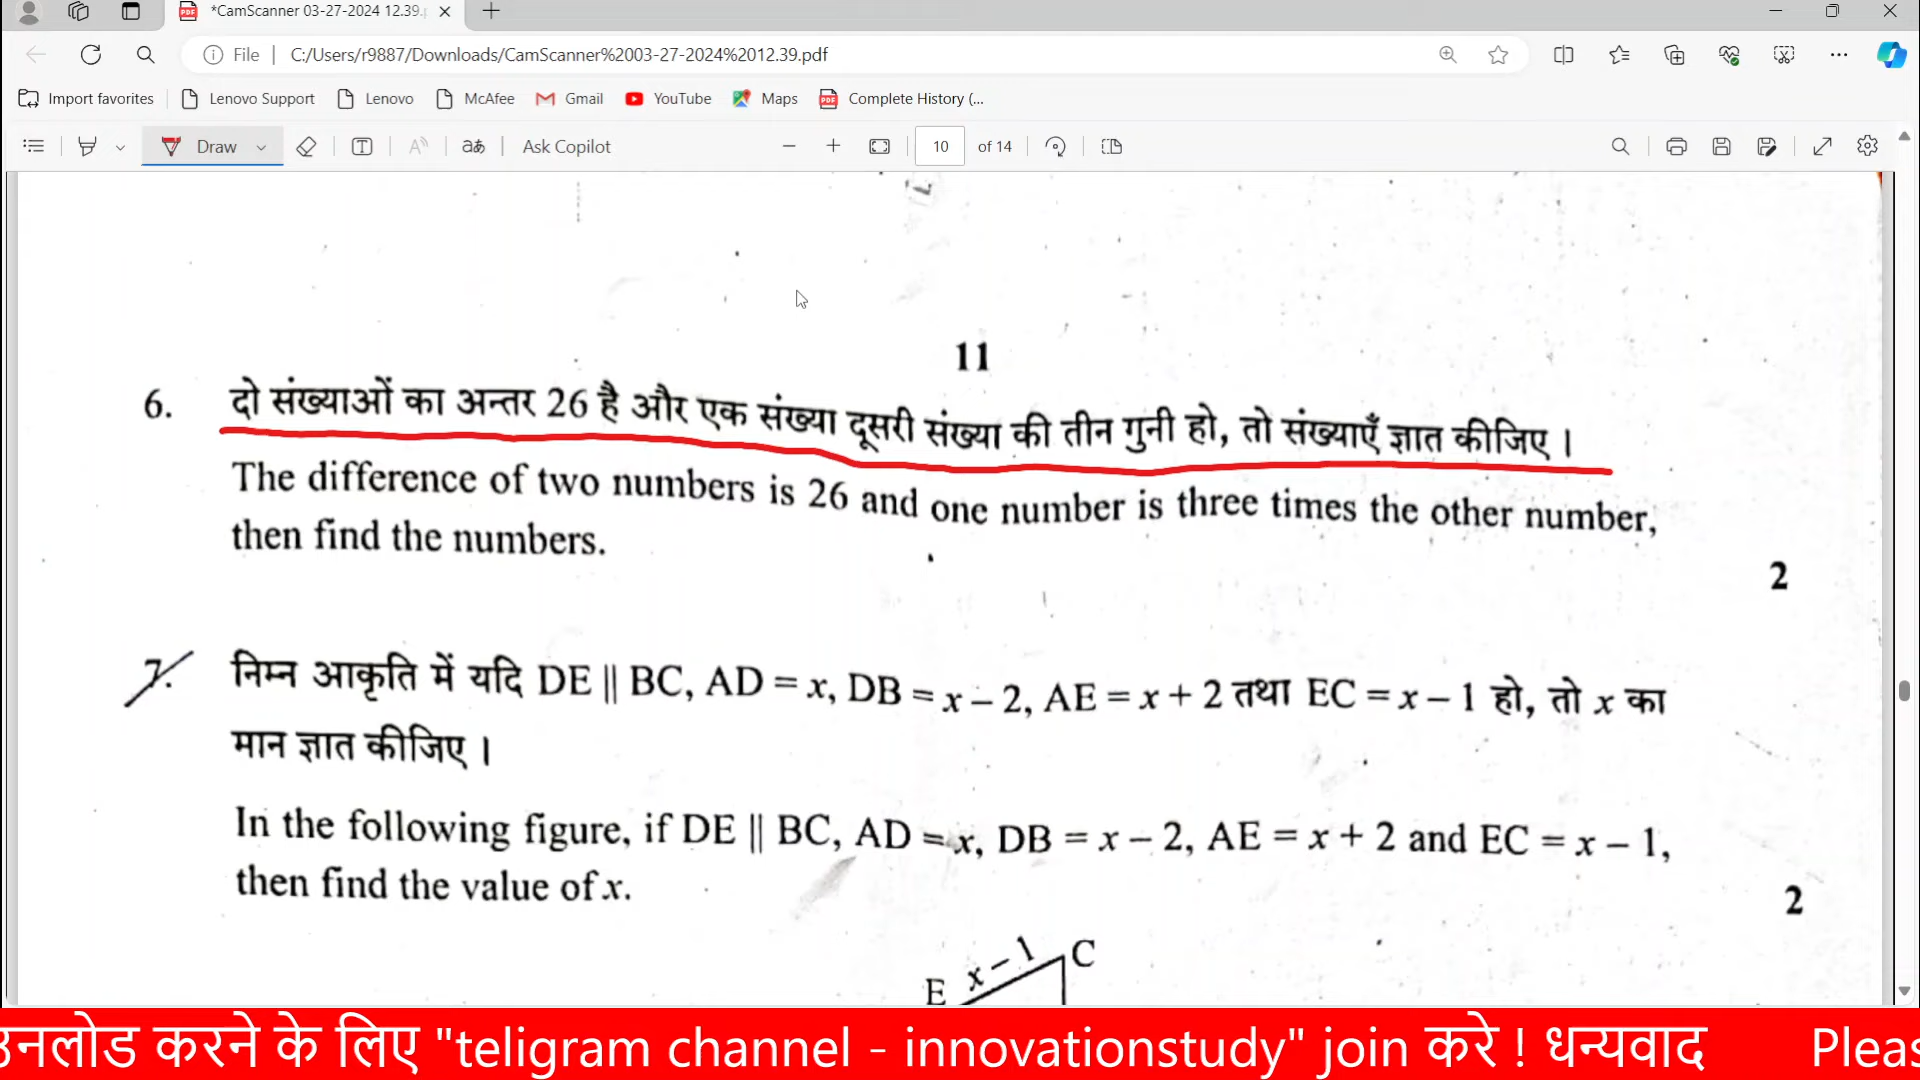 *CamScanner 03-27-2024 12.39.
File
C:/Users/r9887/Downloads/CamScanner%2003-27-2024%2012.39.pdf
Import favorites
Lenovo Support
Lenovo
McAfee
Gmail
YouTube
Maps
Complete History (...
Draw
Ask Copilot
10 of 14
11
6. दो संख्याओं का अन्तर 26 है और एक संख्या दूसरी संख्या की तीन गुनी हो, तो संख्याएँ ज्ञात कीजिए ।
The difference of two numbers is 26 and one number is three times the other number,
then find the numbers.
2
7. निम्न आकृति में यदि DE || BC, AD = x, DB = x – 2, AE = x + 2 तथा EC = x – 1 हो, तो x का
मान ज्ञात कीजिए ।
In the following figure, if DE || BC, AD = x, DB = x – 2, AE = x + 2 and EC = x – 1,
then find the value of x.
2
E x – 1 C
करने के लिए "teligram channel - innovationstudy" join करे ! धन्यवाद